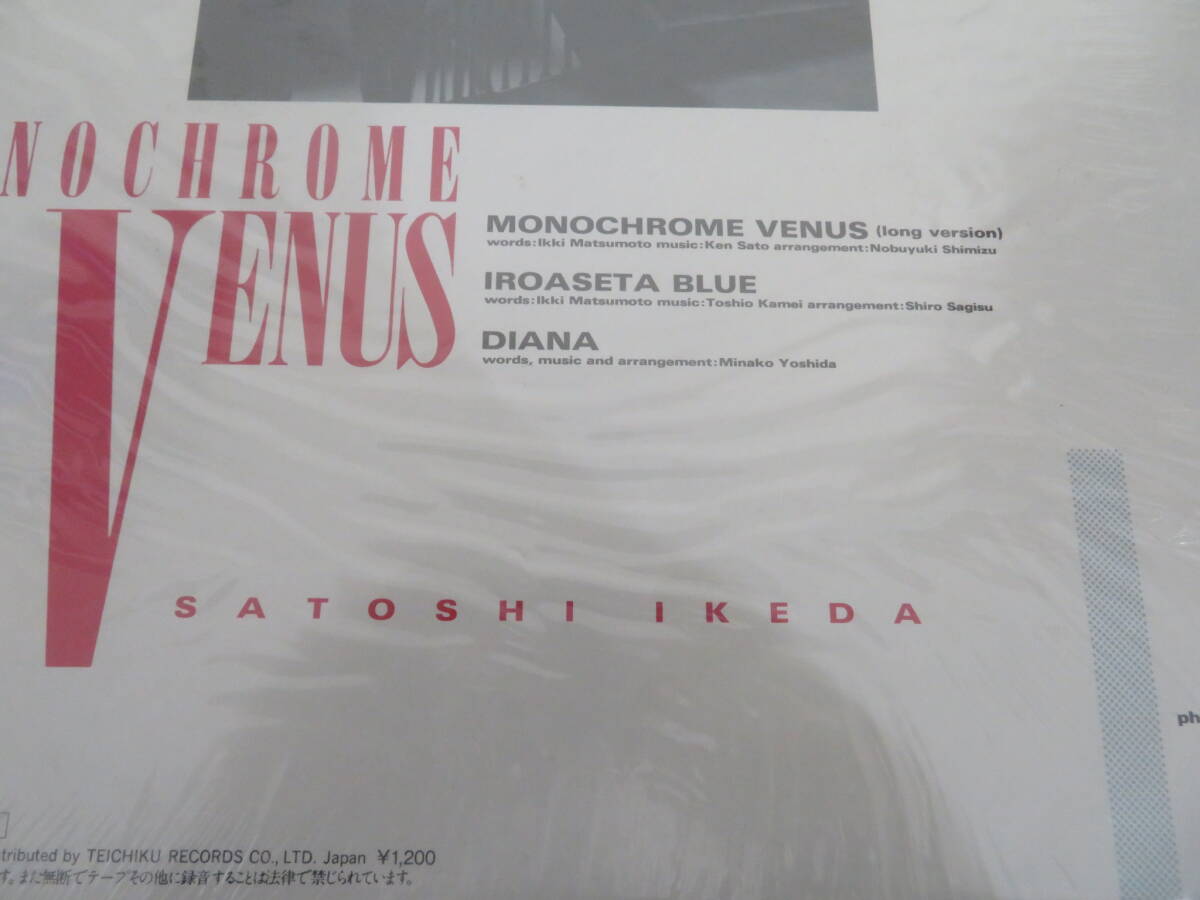 NOCHROME
VENUS
MONOCHROME VENUS (long version)
words:Ikki Matsumoto music:Ken Sato arrangement:Nobuyuki Shimizu
IROASETA BLUE
words:Ikki Matsumoto music:Toshio Kamei arrangement:Shiro Sagisu
DIANA
words, music and arrangement:Minako Yoshida
SATOSHI IKEDA
ph
tributed by TEICHIKU RECORDS CO., LTD. Japan ¥1,200
す。また無断でテープその他に録音することは法律で禁じられています。